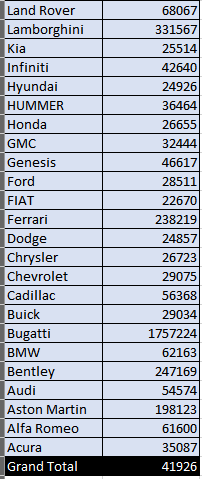 Land Rover 68067
Lamborghini 331567
Kia 25514
Infiniti 42640
Hyundai 24926
HUMMER 36464
Honda 26655
GMC 32444
Genesis 46617
Ford 28511
FIAT 22670
Ferrari 238219
Dodge 24857
Chrysler 26723
Chevrolet 29075
Cadillac 56368
Buick 29034
Bugatti 1757224
BMW 62163
Bentley 247169
Audi 54574
Aston Martin 198123
Alfa Romeo 61600
Acura 35087
Grand Total 41926